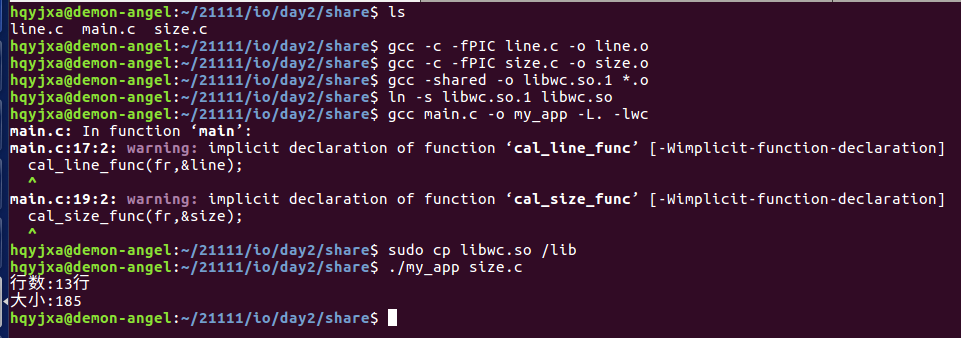 hqyjxa@demon-angel:~/21111/io/day2/share$ ls
line.c  main.c  size.c
hqyjxa@demon-angel:~/21111/io/day2/share$ gcc -c -fPIC line.c -o line.o
hqyjxa@demon-angel:~/21111/io/day2/share$ gcc -c -fPIC size.c -o size.o
hqyjxa@demon-angel:~/21111/io/day2/share$ gcc -shared -o libwc.so.1 *.o
hqyjxa@demon-angel:~/21111/io/day2/share$ ln -s libwc.so.1 libwc.so
hqyjxa@demon-angel:~/21111/io/day2/share$ gcc main.c -o my_app -L. -lwc
main.c: In function ‘main’:
main.c:17:2: warning: implicit declaration of function ‘cal_line_func’ [-Wimplicit-function-declaration]
  cal_line_func(fr,&line);
  ^
main.c:19:2: warning: implicit declaration of function ‘cal_size_func’ [-Wimplicit-function-declaration]
  cal_size_func(fr,&size);
  ^
hqyjxa@demon-angel:~/21111/io/day2/share$ sudo cp libwc.so /lib
hqyjxa@demon-angel:~/21111/io/day2/share$ ./my_app size.c
行数:13行
大小:185
hqyjxa@demon-angel:~/21111/io/day2/share$